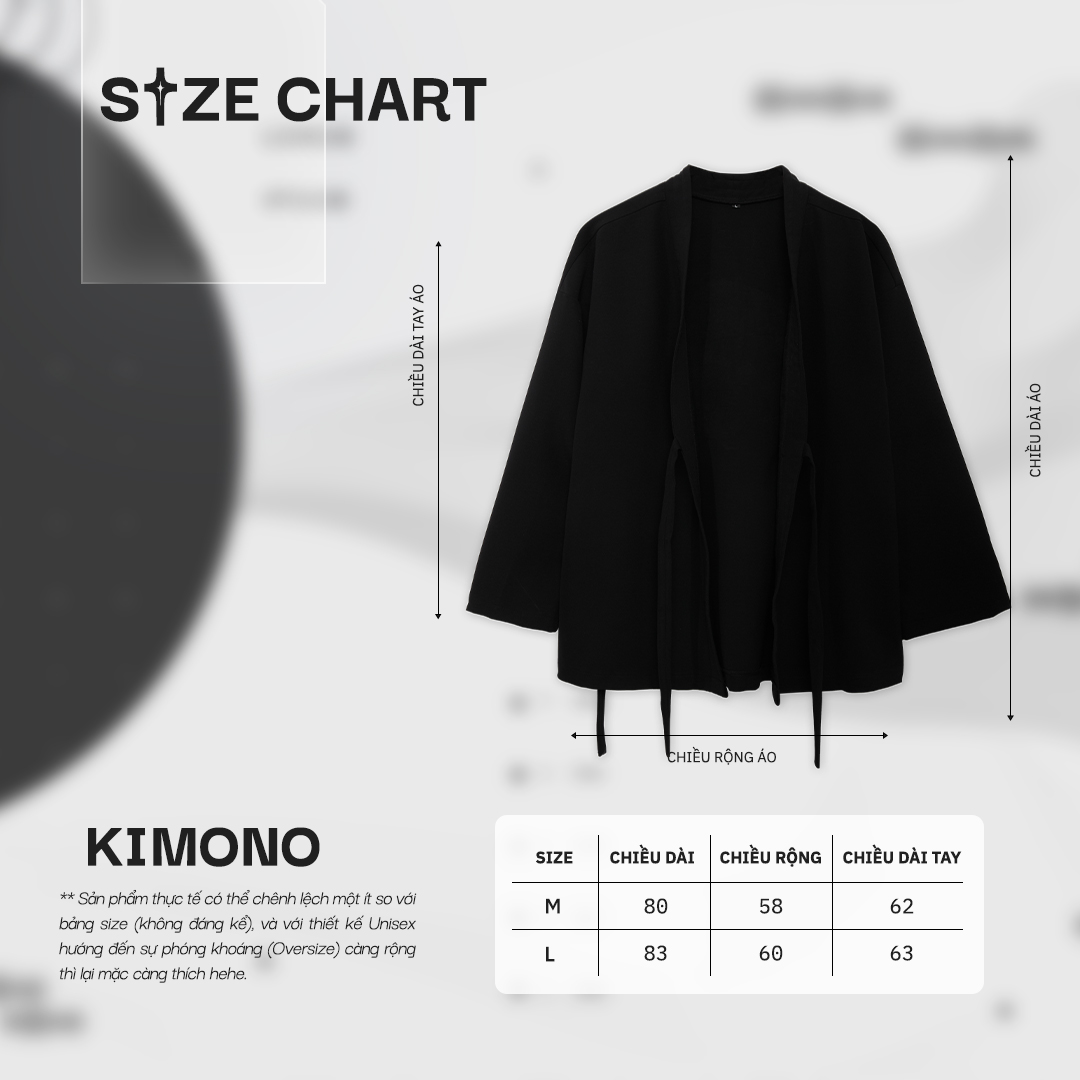 SIZE CHART
CHIỀU DÀI TAY ÁO
CHIỀU DÀI ÁO
CHIỀU RỘNG ÁO
KIMONO
** Sản phẩm thực tế có thể chênh lệch một ít so với
bảng size (không đáng kể), và với thiết kế Unisex
hướng đến sự phóng khoáng (Oversize) càng rộng
thì lại mặc càng thích hehe.
SIZE CHIỀU DÀI CHIỀU RỘNG CHIỀU DÀI TAY
M 80 58 62
L 83 60 63